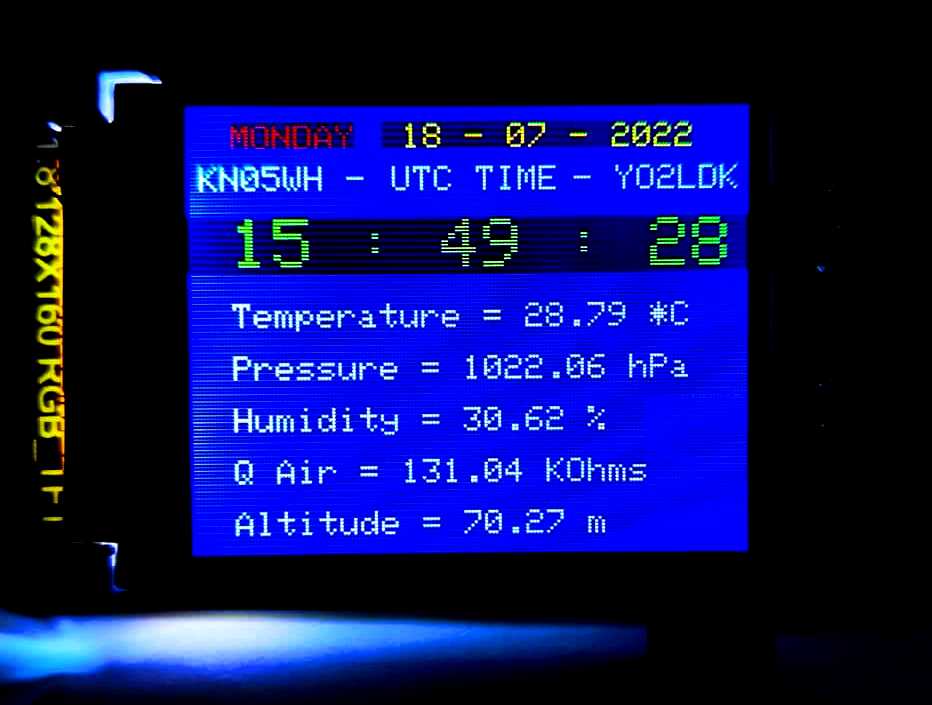 MONDAY 18 - 07 - 2022
KN05WH - UTC TIME - YO2LDK
15 : 49 : 28
Temperature = 28.79 *C
Pressure = 1022.06 hPa
Humidity = 30.62 %
Q Air = 131.04 KOhms
Altitude = 70.27 m
1.8 128X160 RGB_TFT